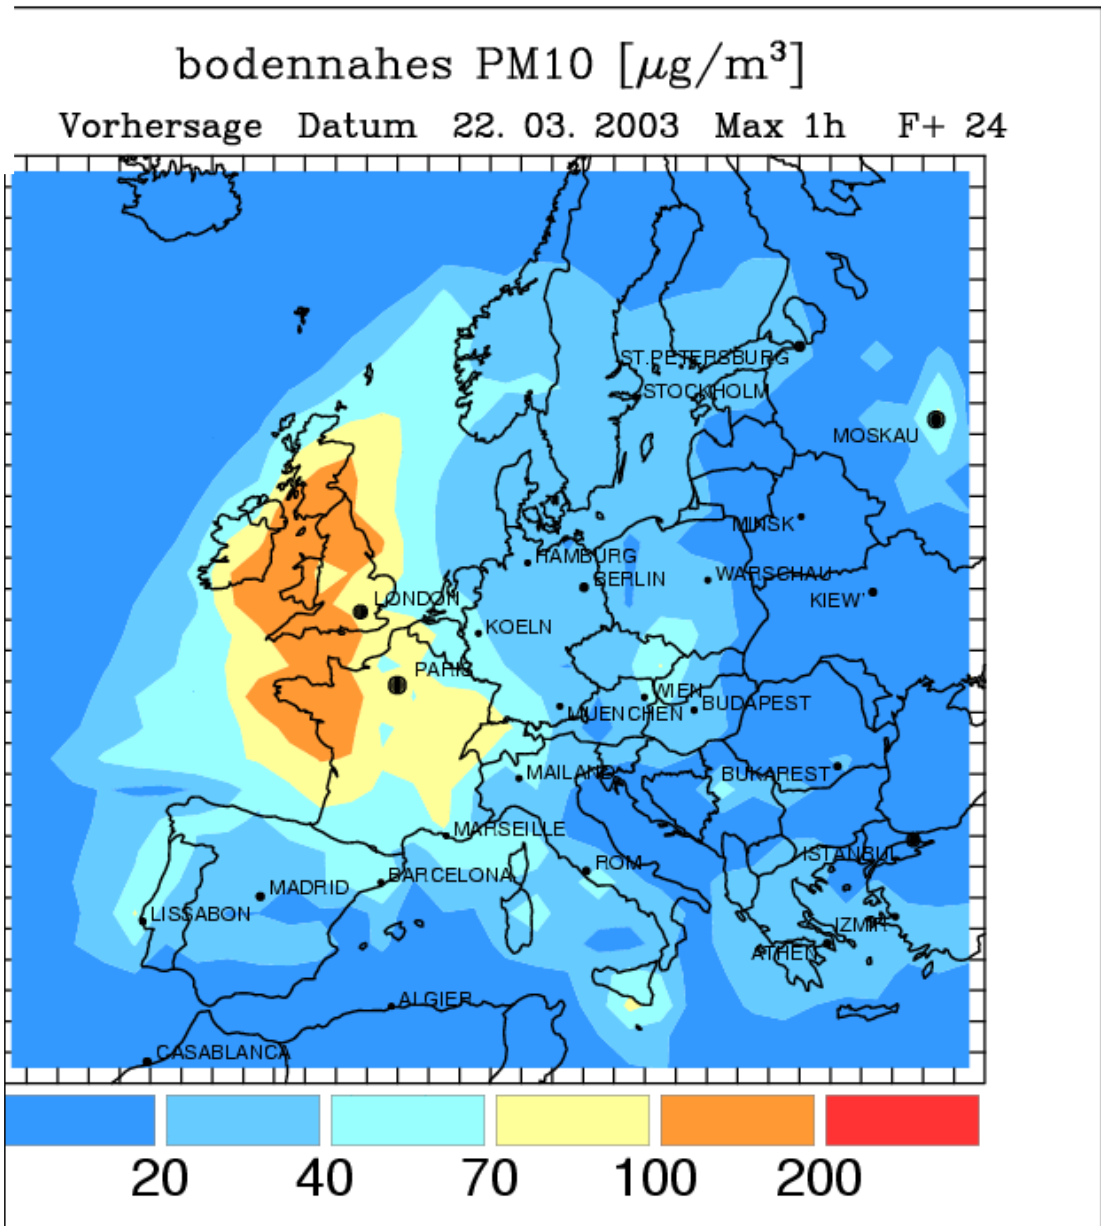 bodennahes PM10 [µg/m³]
Vorhersage Datum 22. 03. 2003 Max 1h F+ 24
ST.PETERSBURG
STOCKHOLM
MOSKAU
MINSK
HAMBURG
BERLIN
WARSCHAU
KIEW'
LONDON
KOELN
PARIS
WIEN
BUDAPEST
MUENCHEN
MAILAND
BUKAREST
MARSEILLE
ISTANBUL
ROM
BARCELONA
MADRID
LISSABON
IZMIR
ATHEN
ALGIER
CASABLANCA
20 40 70 100 200